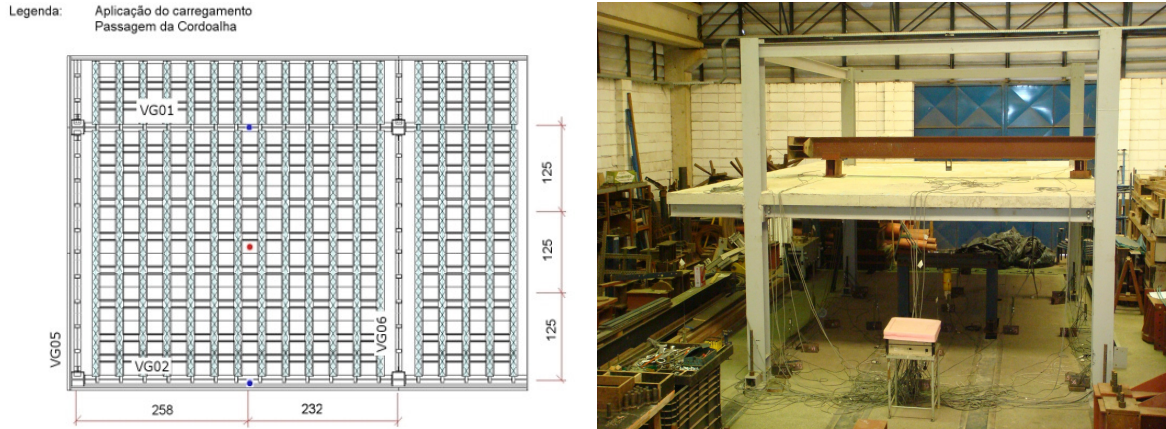 Legenda: Aplicação do carregamento
Passagem da Cordoalha
VG01
125
125
VG05
VG06
125
VG02
258
232